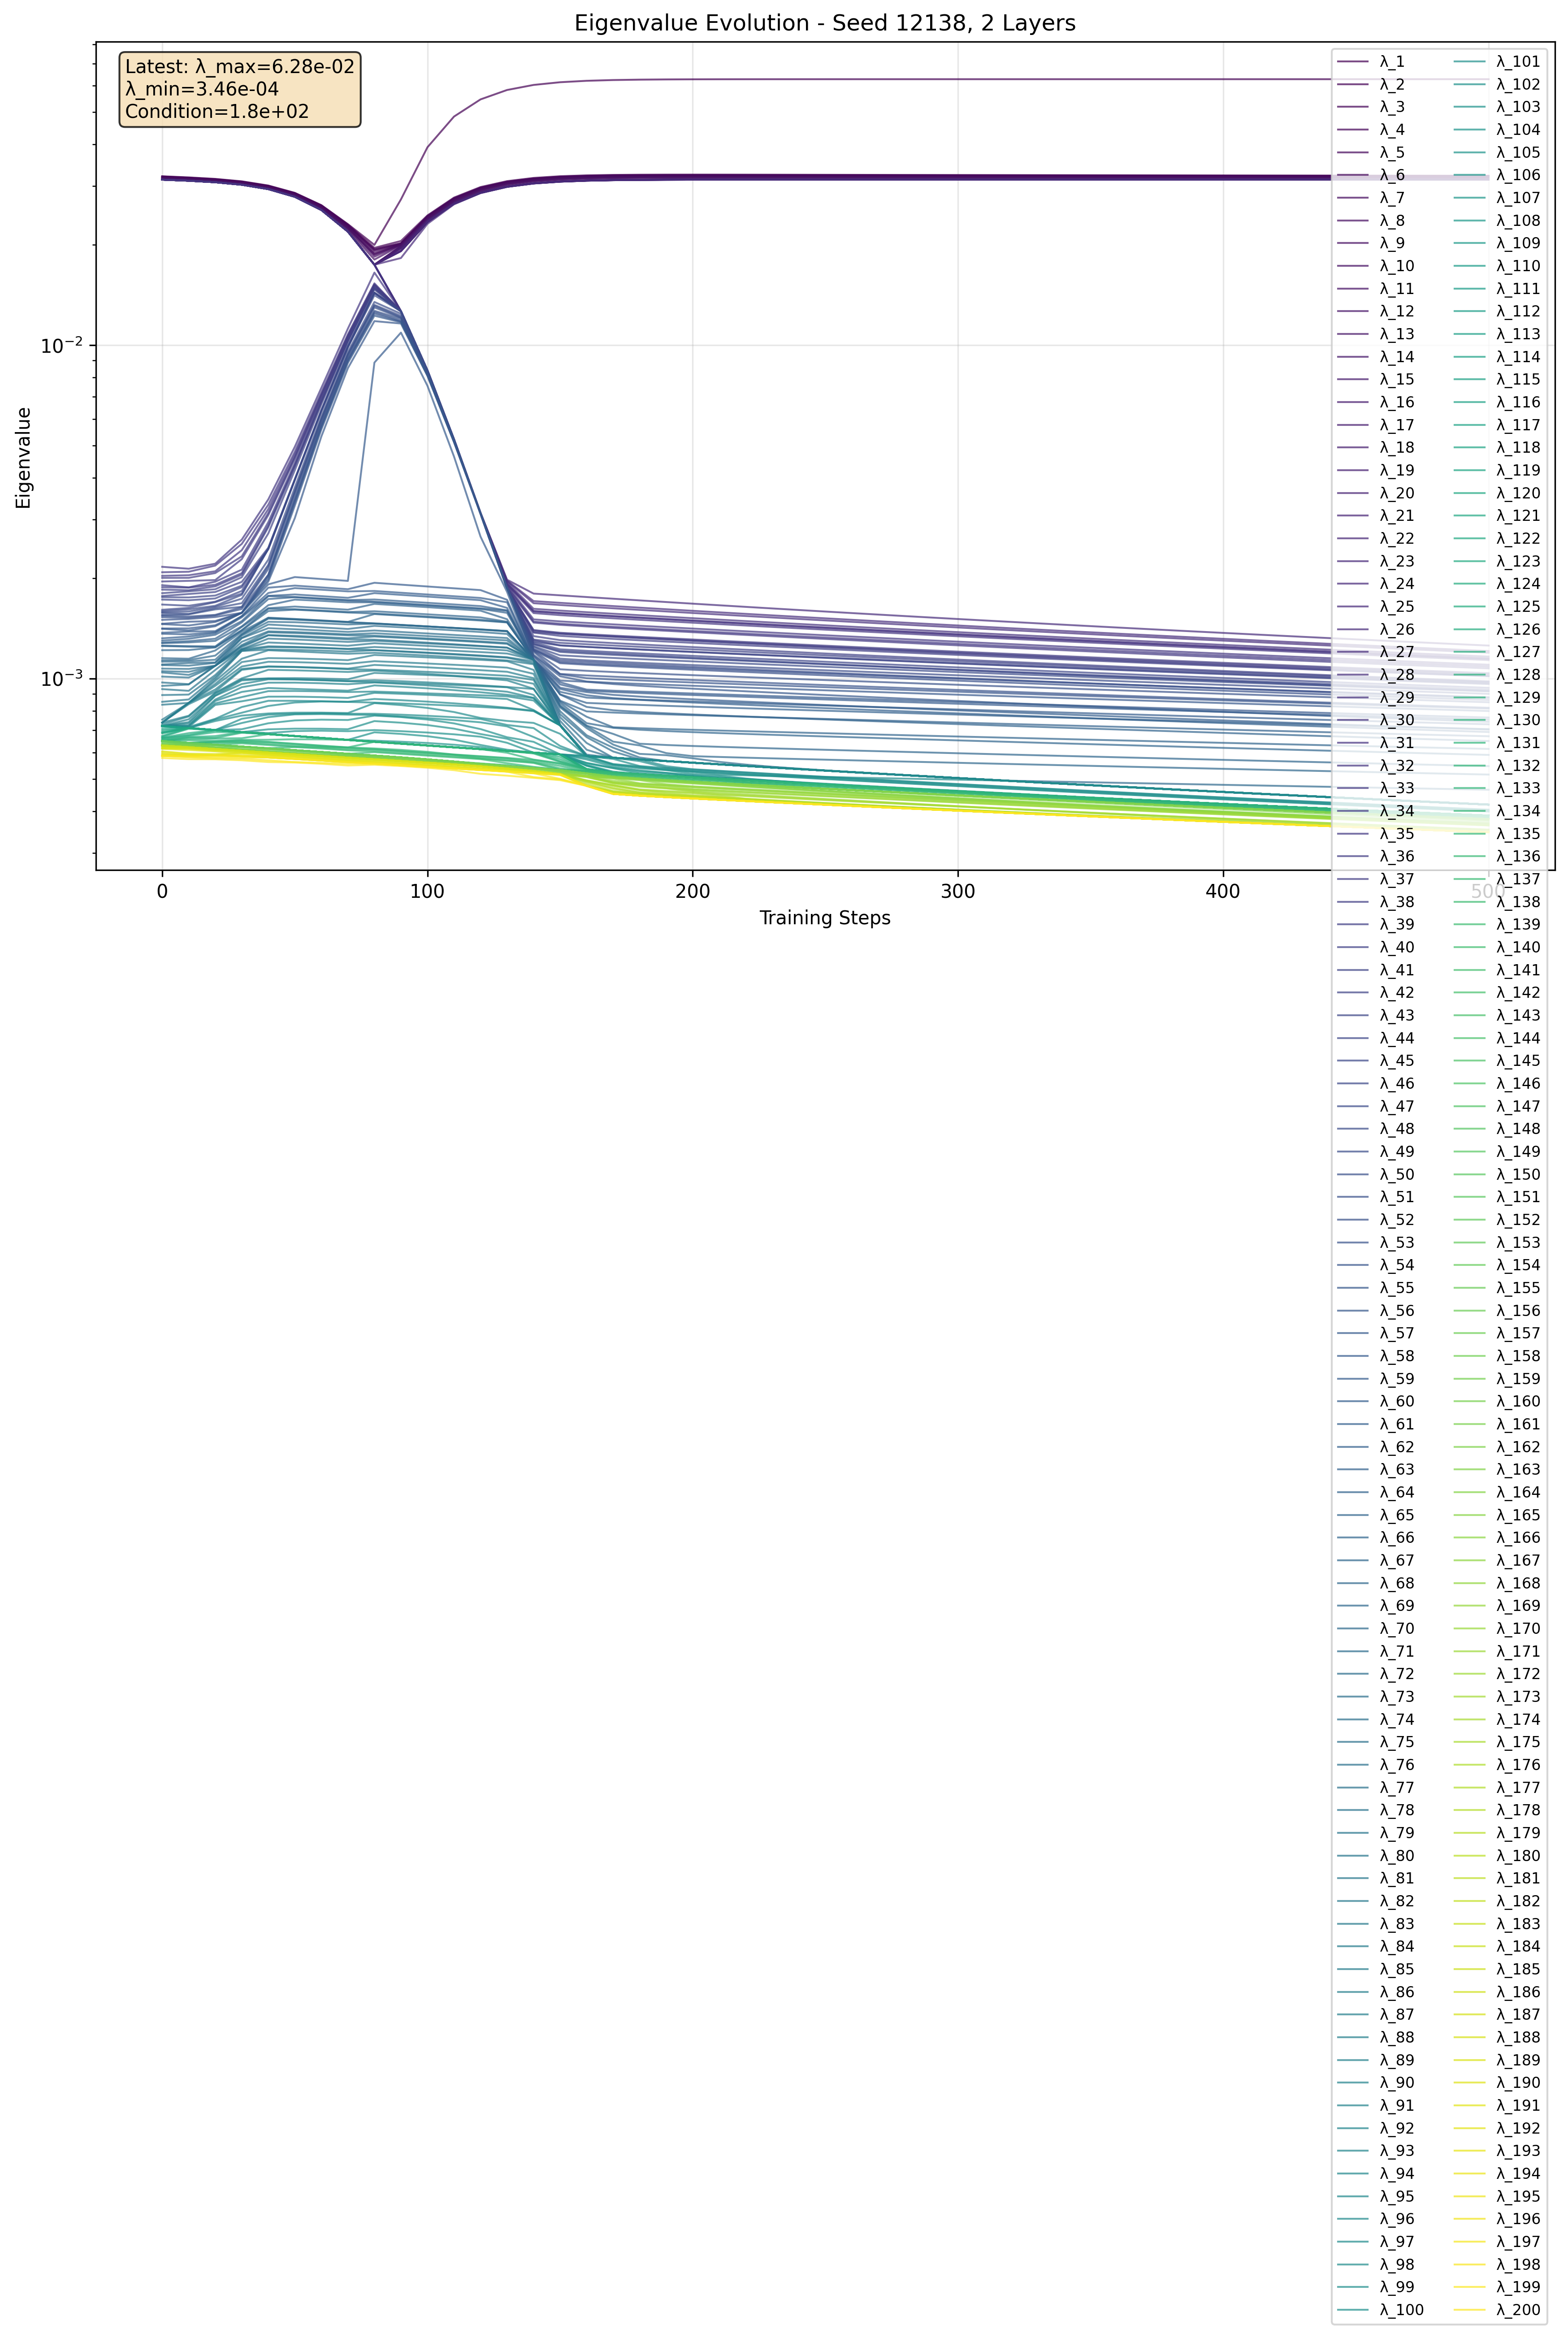 Eigenvalue Evolution - Seed 12138, 2 Layers
Latest: λ_max=6.28e-02
λ_min=3.46e-04
Condition=1.8e+02
Eigenvalue
10⁻²
10⁻³
0
100
200
300
400
500
Training Steps
λ_1
λ_2
λ_3
λ_4
λ_5
λ_6
λ_7
λ_8
λ_9
λ_10
λ_11
λ_12
λ_13
λ_14
λ_15
λ_16
λ_17
λ_18
λ_19
λ_20
λ_21
λ_22
λ_23
λ_24
λ_25
λ_26
λ_27
λ_28
λ_29
λ_30
λ_31
λ_32
λ_33
λ_34
λ_35
λ_36
λ_37
λ_38
λ_39
λ_40
λ_41
λ_42
λ_43
λ_44
λ_45
λ_46
λ_47
λ_48
λ_49
λ_50
λ_51
λ_52
λ_53
λ_54
λ_55
λ_56
λ_57
λ_58
λ_59
λ_60
λ_61
λ_62
λ_63
λ_64
λ_65
λ_66
λ_67
λ_68
λ_69
λ_70
λ_71
λ_72
λ_73
λ_74
λ_75
λ_76
λ_77
λ_78
λ_79
λ_80
λ_81
λ_82
λ_83
λ_84
λ_85
λ_86
λ_87
λ_88
λ_89
λ_90
λ_91
λ_92
λ_93
λ_94
λ_95
λ_96
λ_97
λ_98
λ_99
λ_100
λ_101
λ_102
λ_103
λ_104
λ_105
λ_106
λ_107
λ_108
λ_109
λ_110
λ_111
λ_112
λ_113
λ_114
λ_115
λ_116
λ_117
λ_118
λ_119
λ_120
λ_121
λ_122
λ_123
λ_124
λ_125
λ_126
λ_127
λ_128
λ_129
λ_130
λ_131
λ_132
λ_133
λ_134
λ_135
λ_136
λ_137
λ_138
λ_139
λ_140
λ_141
λ_142
λ_143
λ_144
λ_145
λ_146
λ_147
λ_148
λ_149
λ_150
λ_151
λ_152
λ_153
λ_154
λ_155
λ_156
λ_157
λ_158
λ_159
λ_160
λ_161
λ_162
λ_163
λ_164
λ_165
λ_166
λ_167
λ_168
λ_169
λ_170
λ_171
λ_172
λ_173
λ_174
λ_175
λ_176
λ_177
λ_178
λ_179
λ_180
λ_181
λ_182
λ_183
λ_184
λ_185
λ_186
λ_187
λ_188
λ_189
λ_190
λ_191
λ_192
λ_193
λ_194
λ_195
λ_196
λ_197
λ_198
λ_199
λ_200